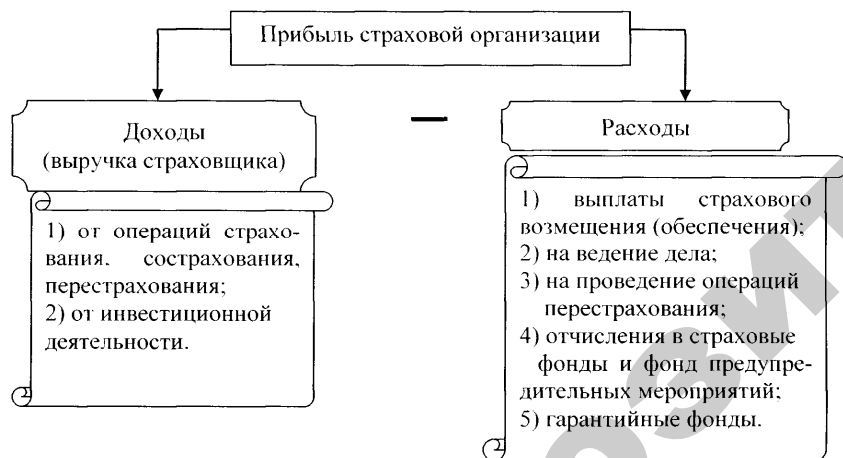 Прибыль страховой организации
Доходы
(выручка страховщика)
–
Расходы
1) от операций страхо-
вания, сострахования,
перестрахования;
2) от инвестиционной
деятельности.
1) выплаты страхового
возмещения (обеспечения);
2) на ведение дела;
3) на проведение операций
перестрахования;
4) отчисления в страховые
фонды и фонд предупре-
дительных мероприятий;
5) гарантийные фонды.